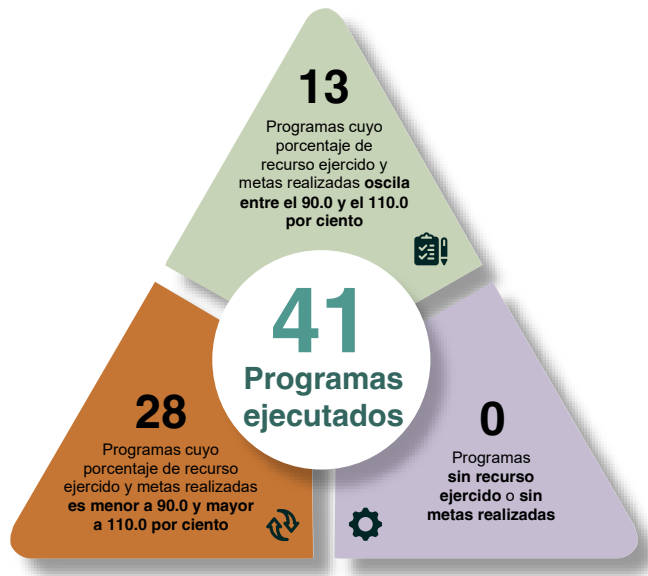 13
Programas cuyo
porcentaje de
recurso ejercido y
metas realizadas oscila
entre el 90.0 y el 110.0
por ciento
41
Programas
ejecutados
28
Programas cuyo
porcentaje de recurso
ejercido y metas realizadas
es menor a 90.0 y mayor
a 110.0 por ciento
0
Programas
sin recurso
ejercido o sin
metas realizadas